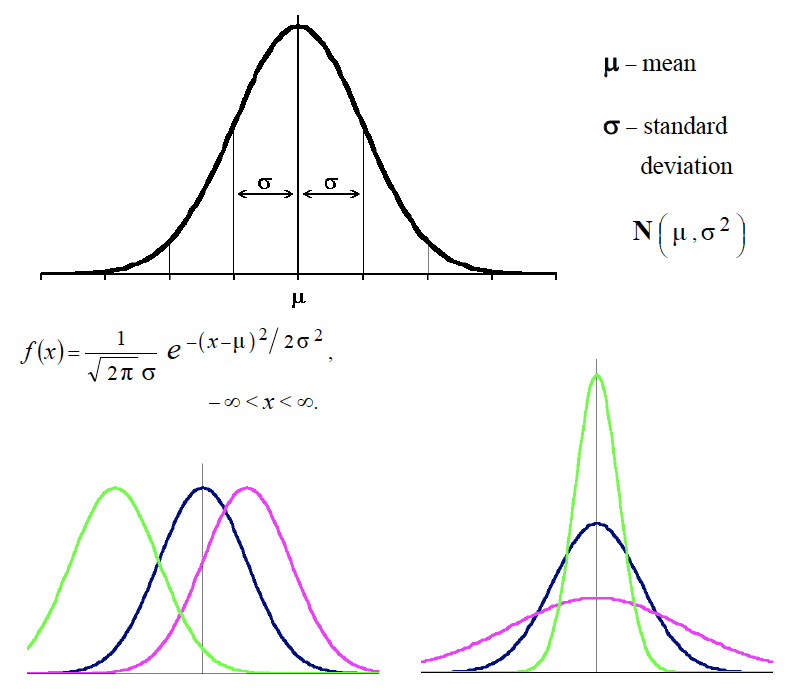 μ – mean
σ – standard
deviation
σ σ
N(μ,σ²)
μ
f(x)=1/√2π σ e^−(x−μ)²/2σ²,
−∞<x<∞.